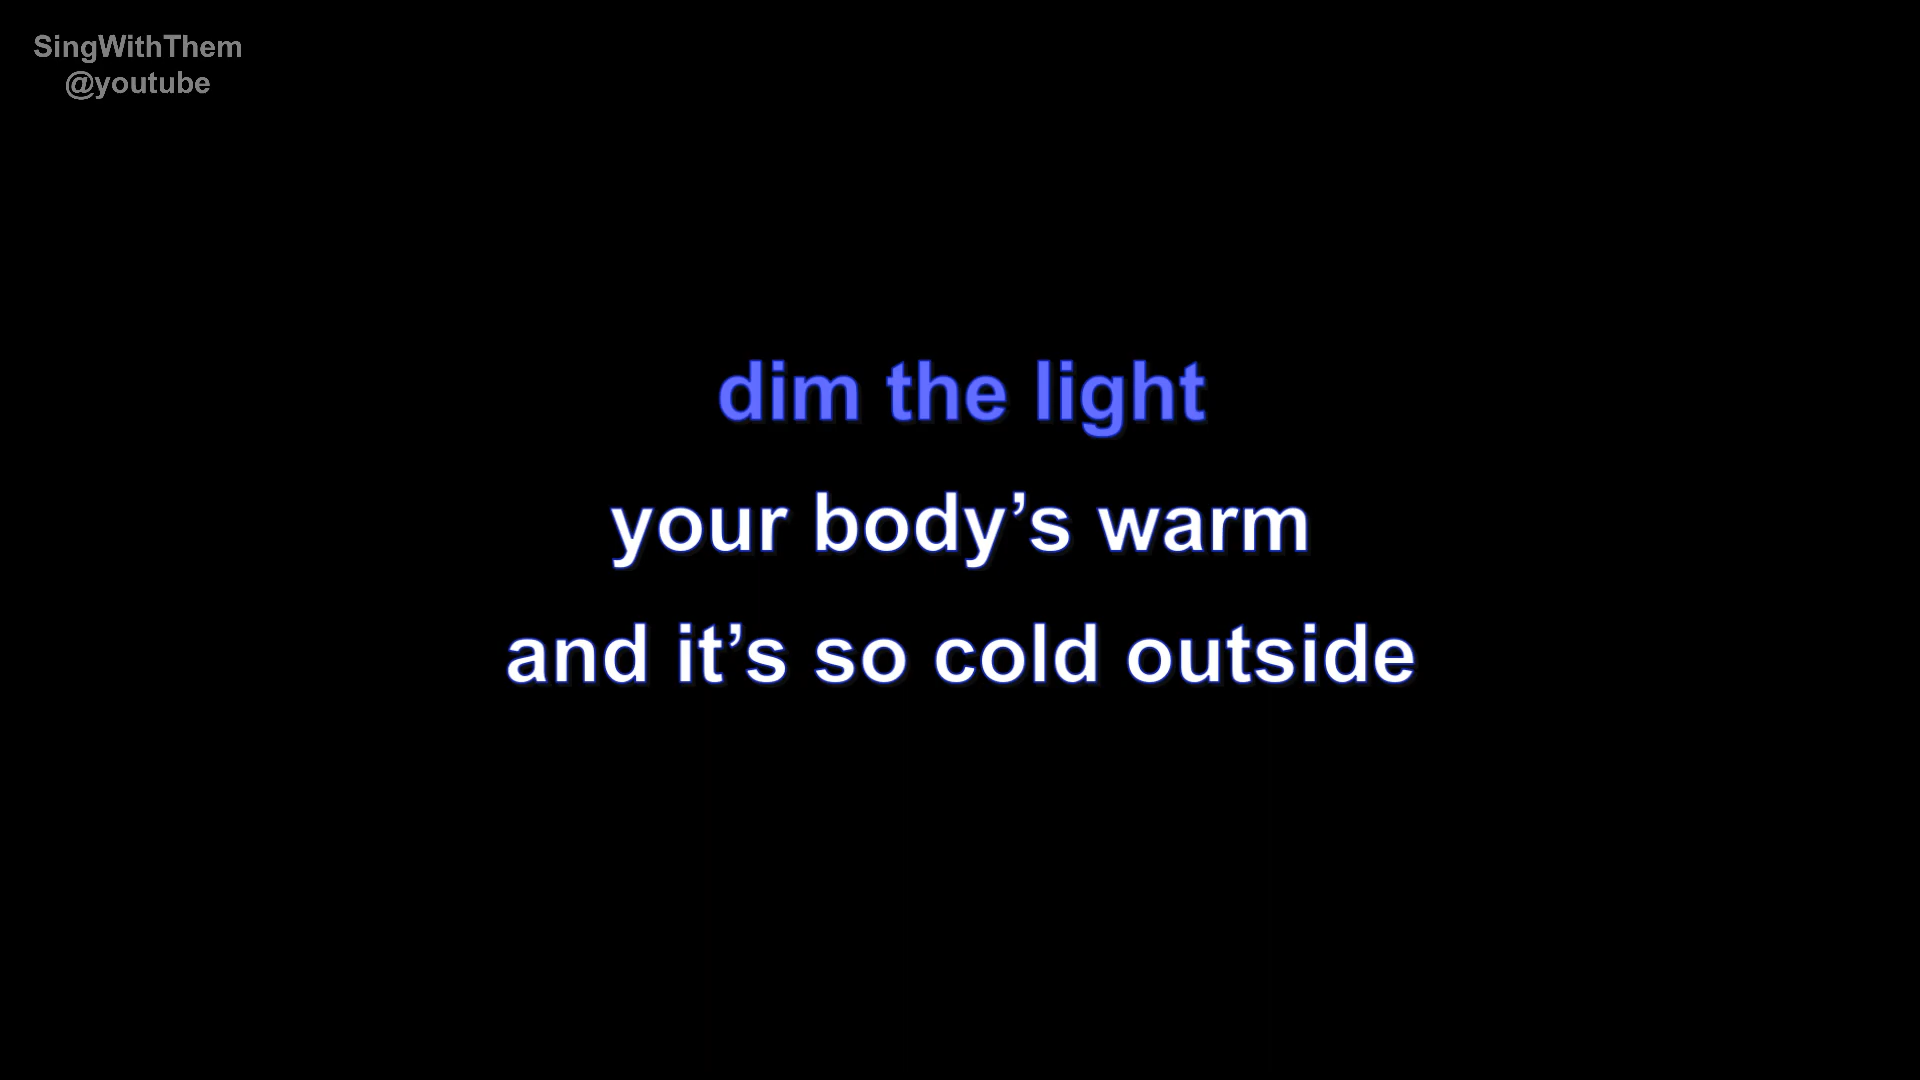 SingWithThem
@youtube
dim the light
your body’s warm
and it’s so cold outside